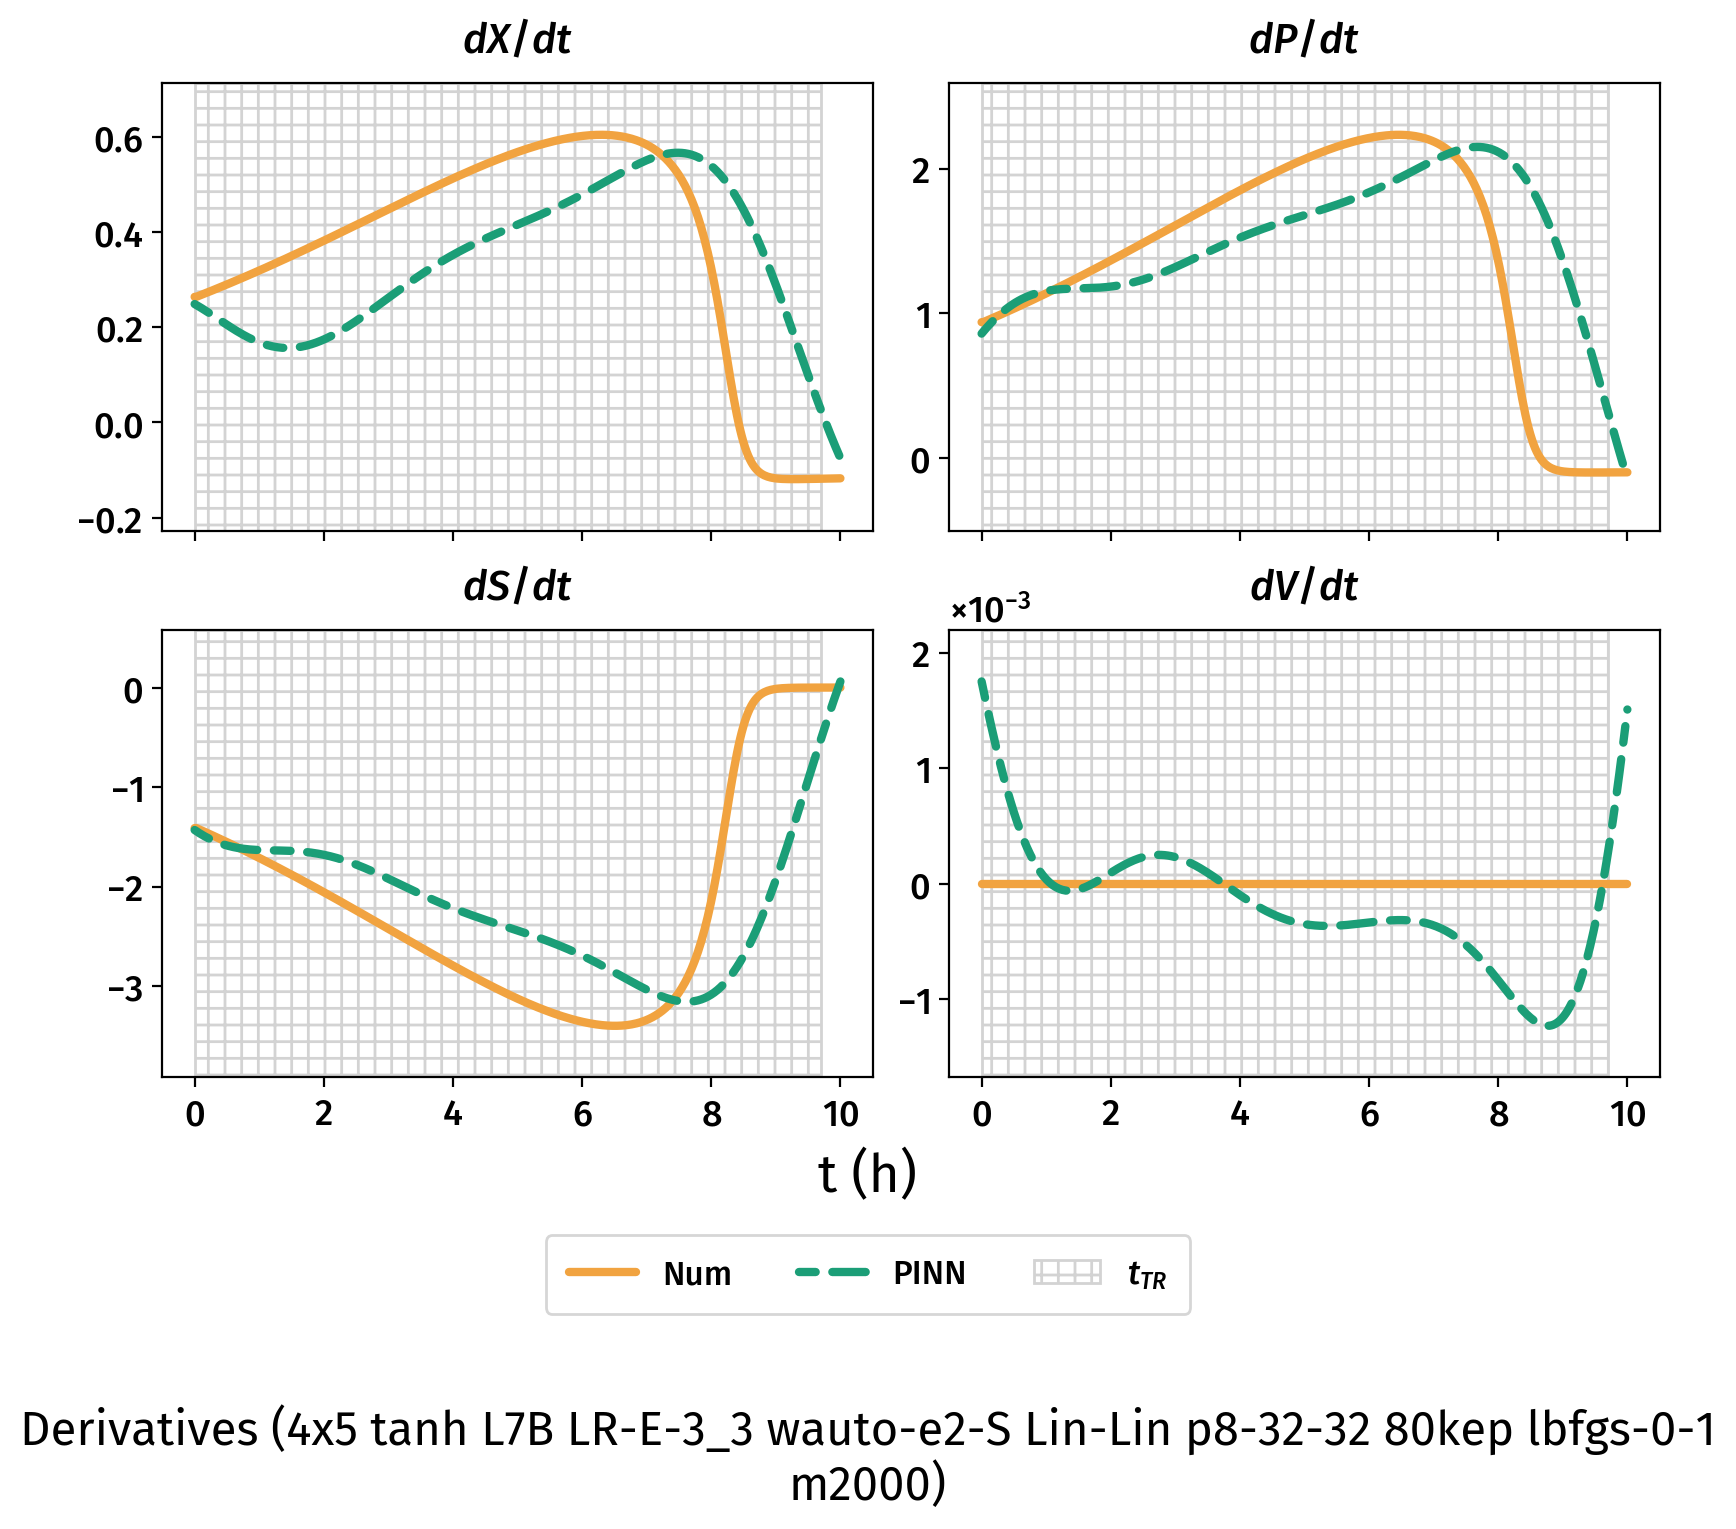 dX/dt
dP/dt
0.6
0.4
0.2
0.0
−0.2
2
1
0
dS/dt
dV/dt
×10⁻³
0
−1
−2
−3
2
1
0
−1
0 2 4 6 8 10
0 2 4 6 8 10
t (h)
Num PINN t_TR
Derivatives (4x5 tanh L7B LR-E-3_3 wauto-e2-S Lin-Lin p8-32-32 80kep lbfgs-0-1
m2000)